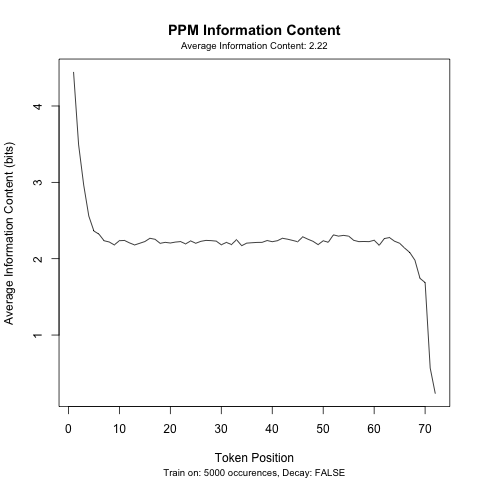 PPM Information Content
Average Information Content: 2.22
Average Information Content (bits)
4
3
2
1
0 10 20 30 40 50 60 70
Token Position
Train on: 5000 occurences, Decay: FALSE